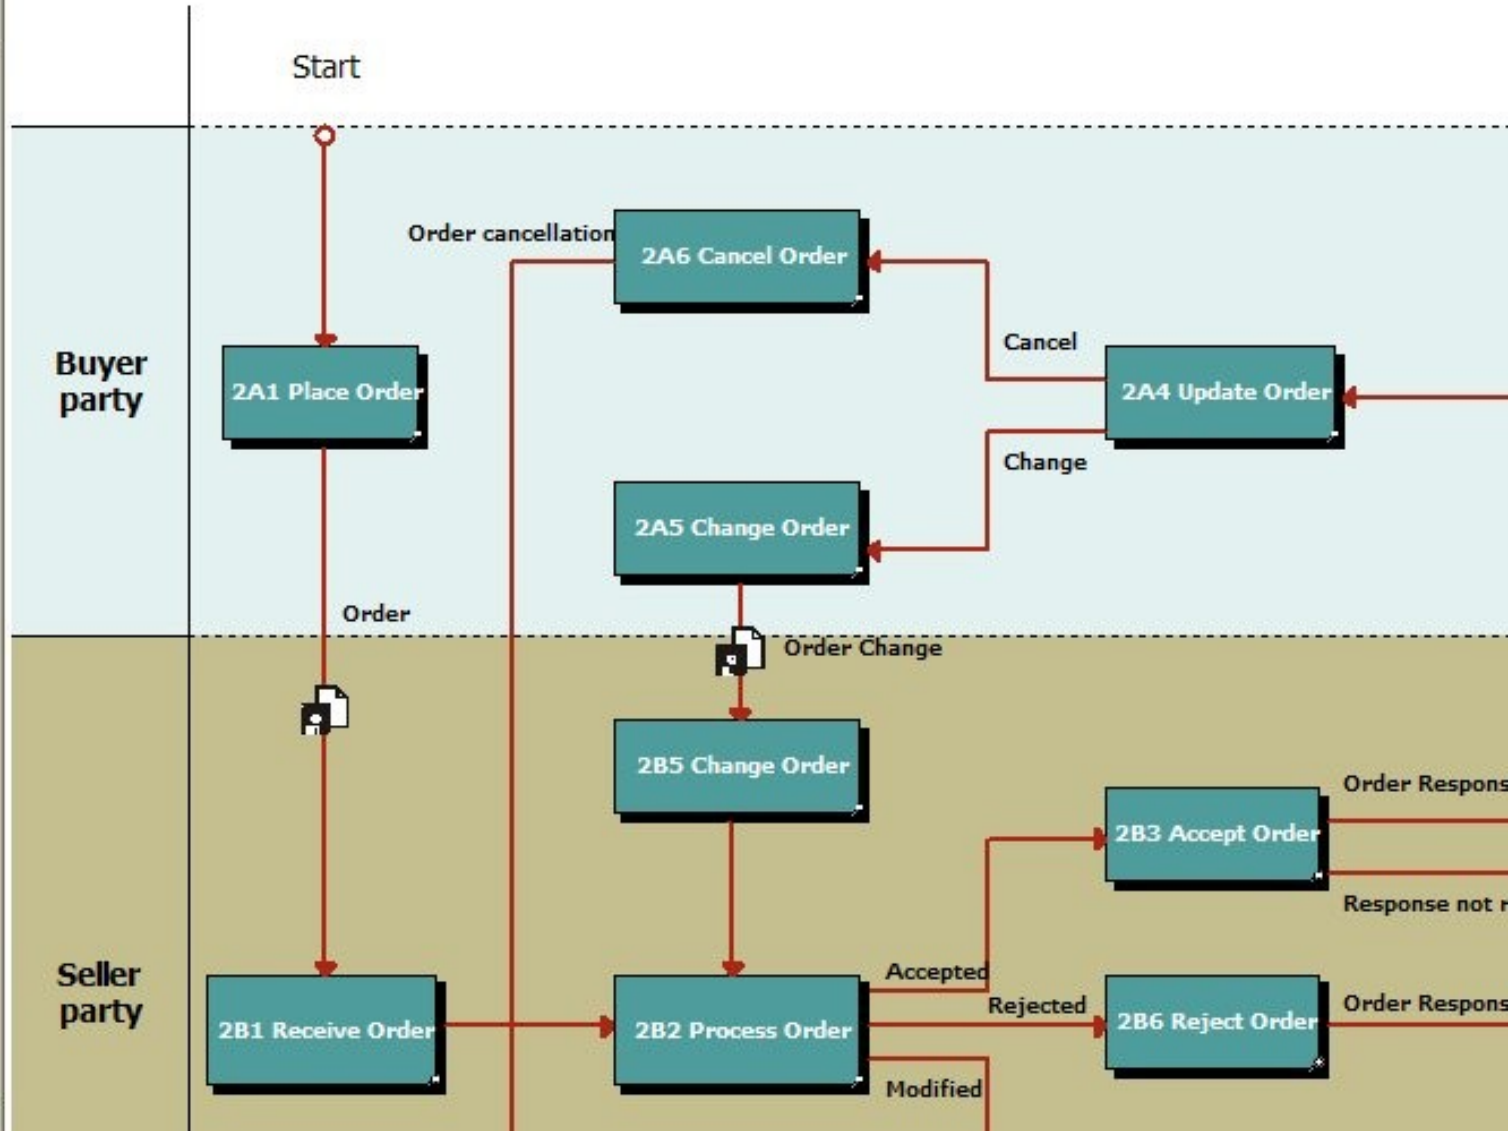 Start
Order cancellation
2A6 Cancel Order
Cancel
Buyer
party
2A1 Place Order
2A4 Update Order
Change
2A5 Change Order
Order
Order Change
2B5 Change Order
Order Respons
2B3 Accept Order
Response not r
Seller
party
Accepted
Rejected
Order Respons
2B1 Receive Order
2B2 Process Order
2B6 Reject Order
Modified